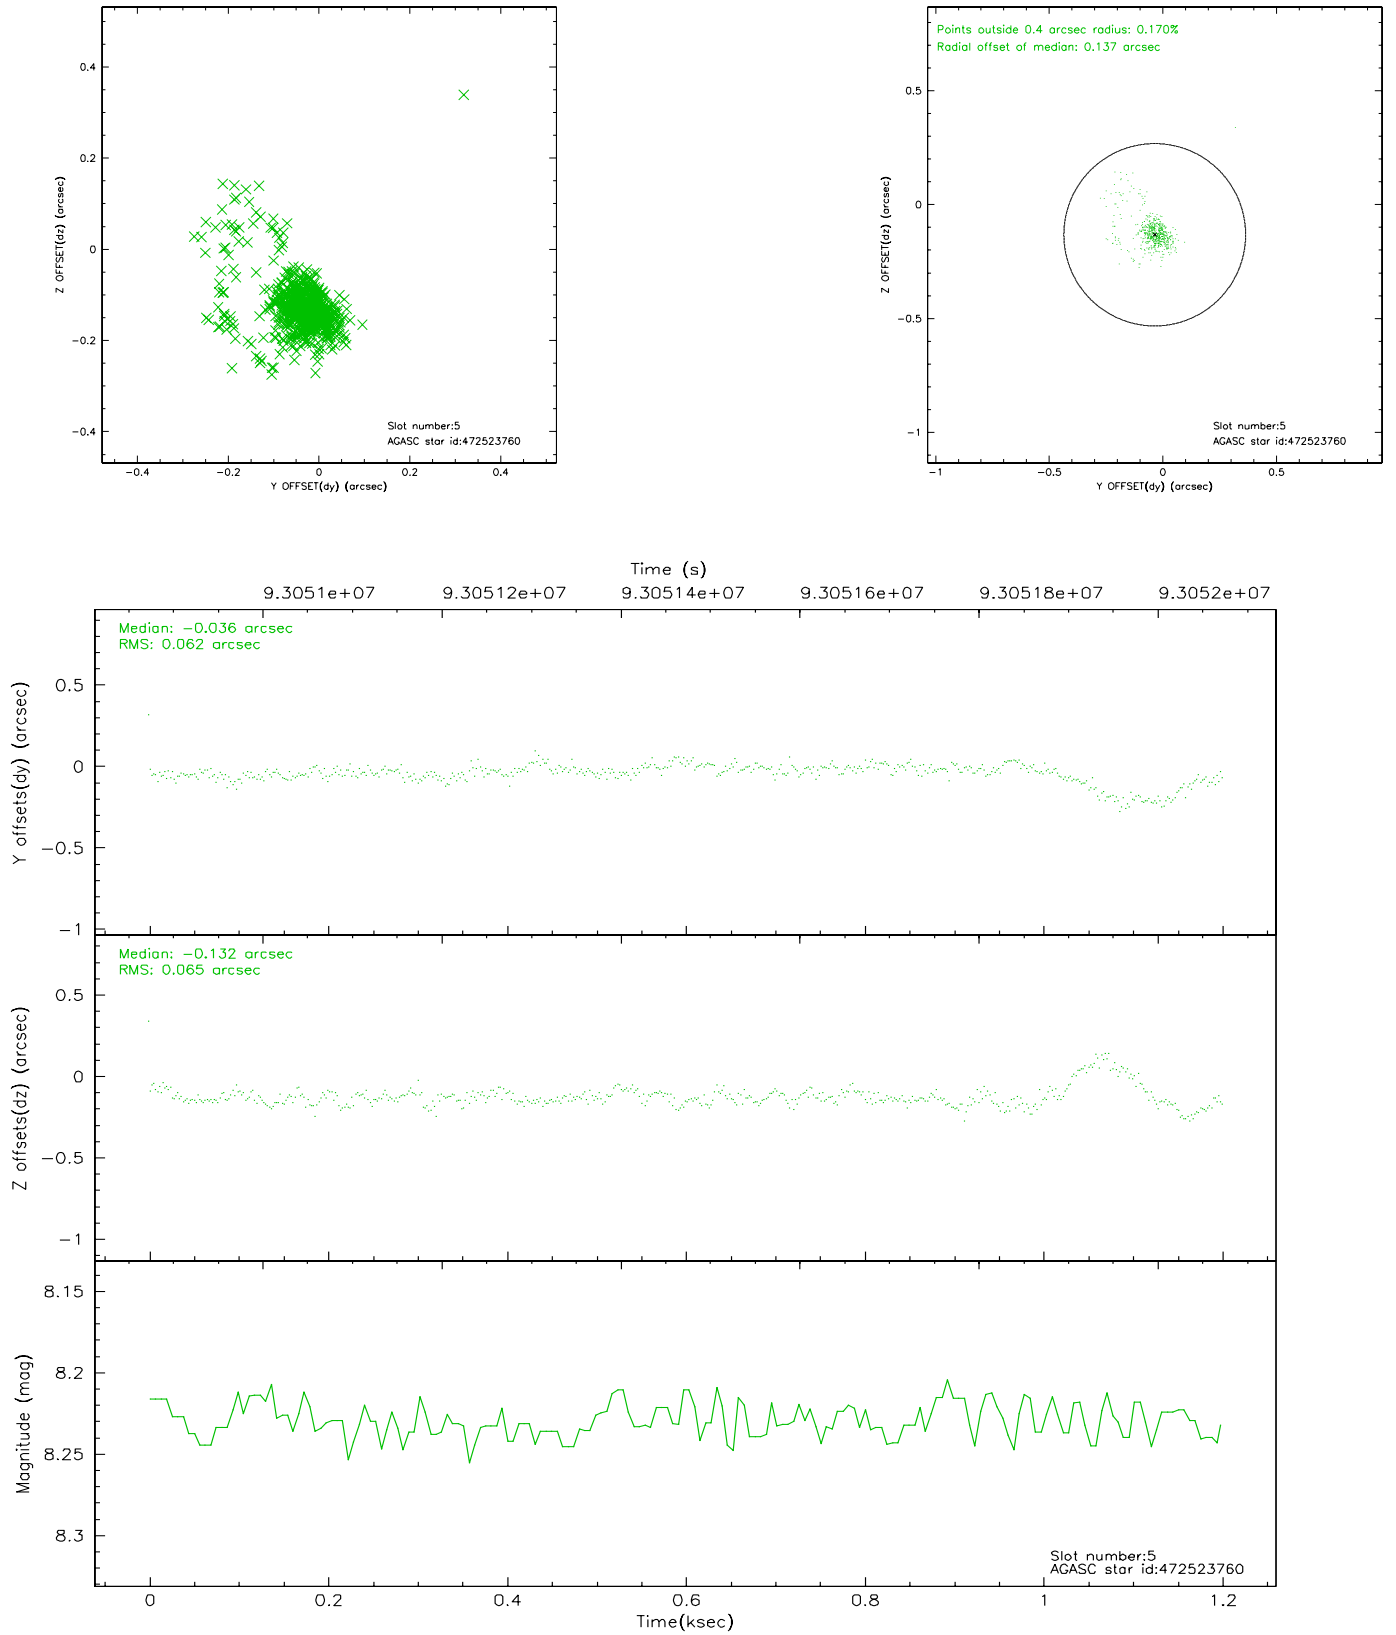 0.4
0.2
0
−0.2
−0.4
Z OFFSET(dz) (arcsec)
Slot number:5
AGASC star id:472523760
−0.4
−0.2
0
0.2
0.4
Y OFFSET(dy) (arcsec)
Points outside 0.4 arcsec radius: 0.170%
Radial offset of median: 0.137 arcsec
0.5
0
−0.5
−1
Z OFFSET(dz) (arcsec)
Slot number:5
AGASC star id:472523760
−1
−0.5
0
0.5
Y OFFSET(dy) (arcsec)
Time (s)
9.3051e+07
9.30512e+07
9.30514e+07
9.30516e+07
9.30518e+07
9.3052e+07
Median: −0.036 arcsec
RMS: 0.062 arcsec
0.5
0
−0.5
−1
Y offsets(dy) (arcsec)
Median: −0.132 arcsec
RMS: 0.065 arcsec
0.5
0
−0.5
−1
Z offsets(dz) (arcsec)
8.15
8.2
8.25
8.3
Magnitude (mag)
Slot number:5
AGASC star id:472523760
0
0.2
0.4
0.6
0.8
1
1.2
Time(ksec)